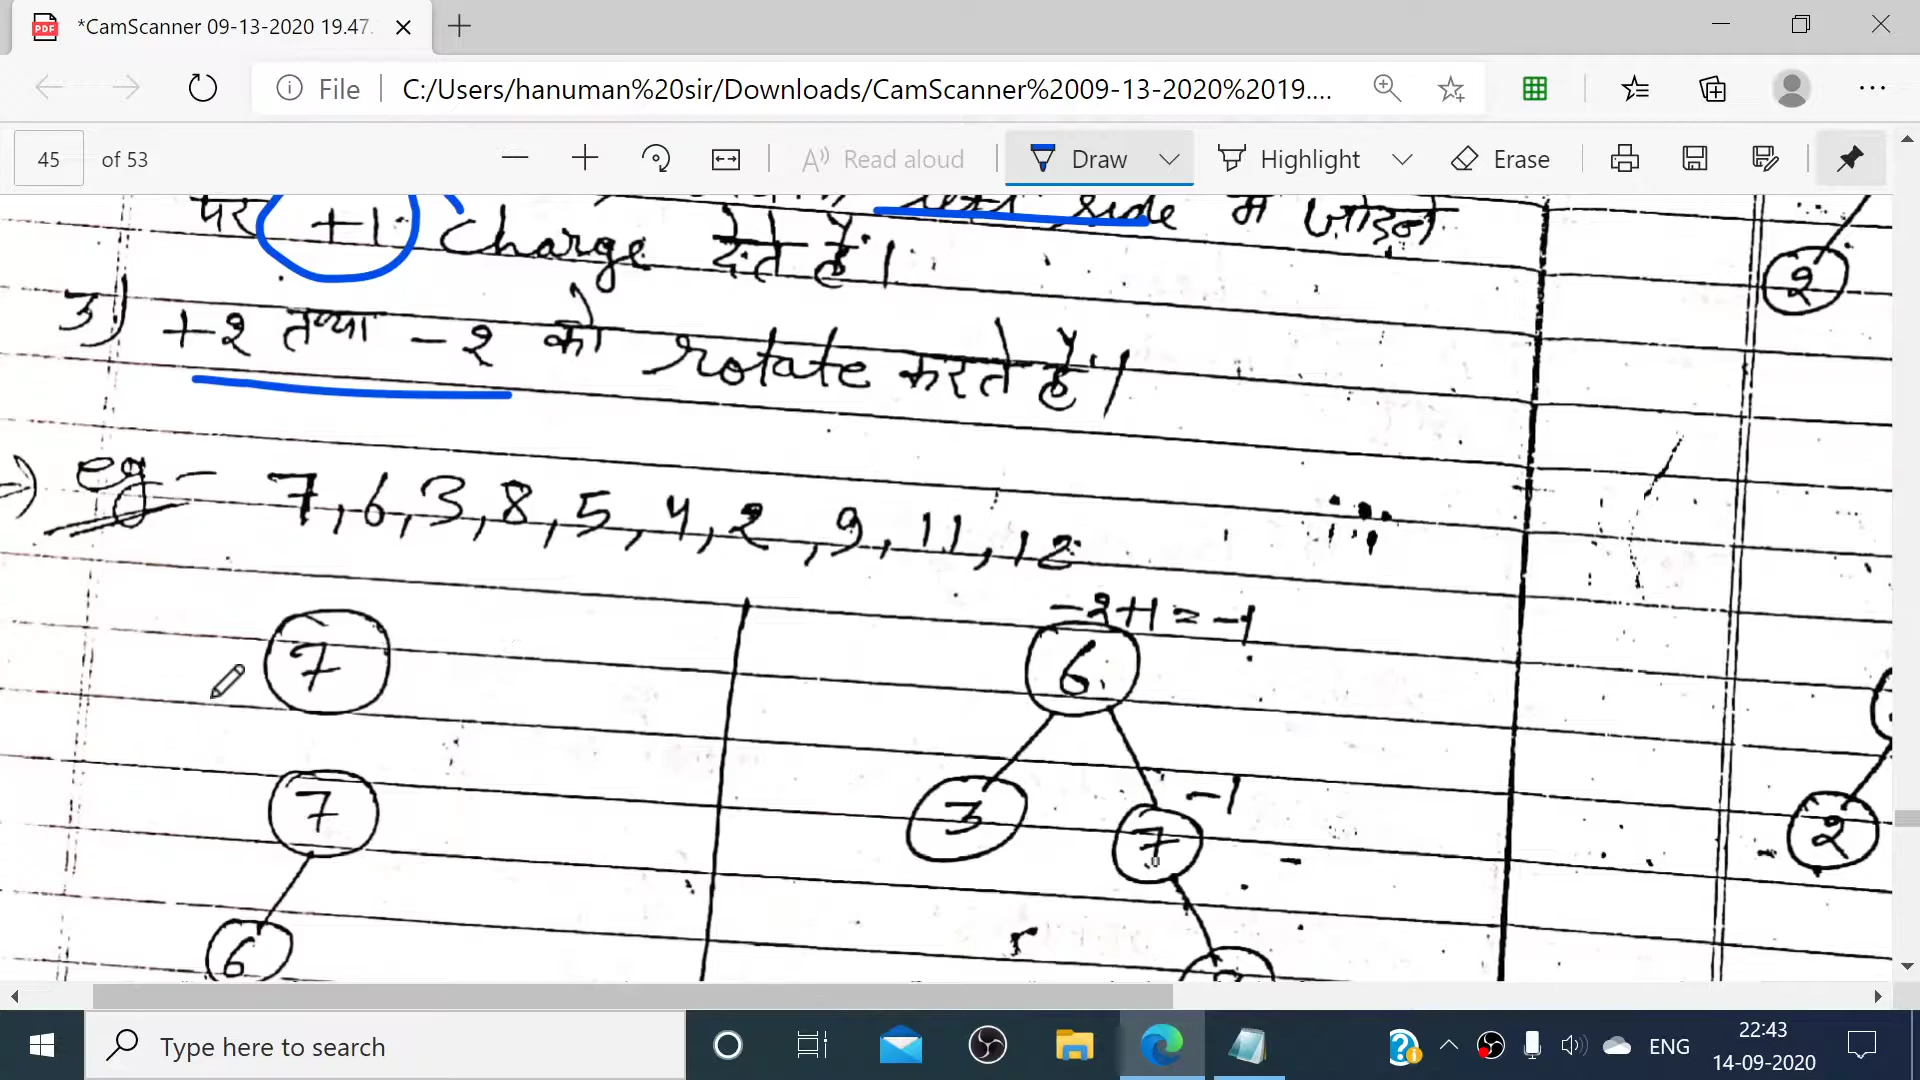 *CamScanner 09-13-2020 19.47.
File
C:/Users/hanuman%20sir/Downloads/CamScanner%2009-13-2020%2019....
45 of 53
Read aloud
Draw
Highlight
Erase
left side में जोड़ने
पर +1 charge देते हैं।
3) +2 तथा -2 को rotate करते हैं।
eg- 7,6,3,8,5,4,2,9,11,12
-2+1=-1
7
6
2
-1
7
3
7
2
6
Type here to search
ENG
22:43
14-09-2020